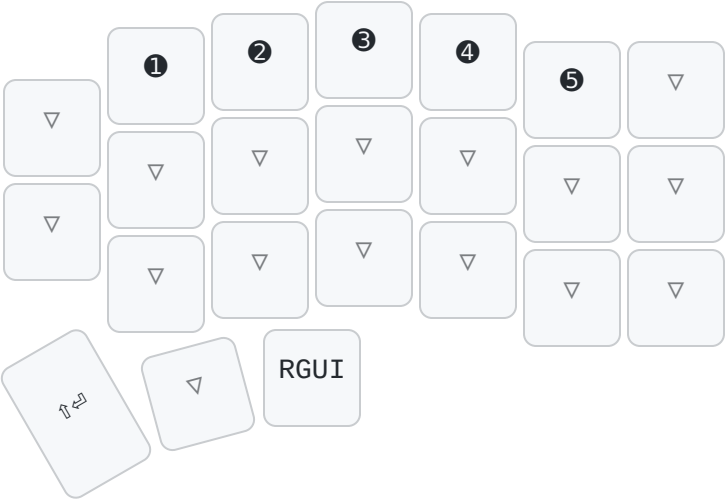 ❶ ❷ ❸ ❹ ❺ ▽
▽ ▽ ▽ ▽ ▽ ▽ ▽
▽ ▽ ▽ ▽ ▽ ▽ ▽
⇧⏎ ▽ RGUI